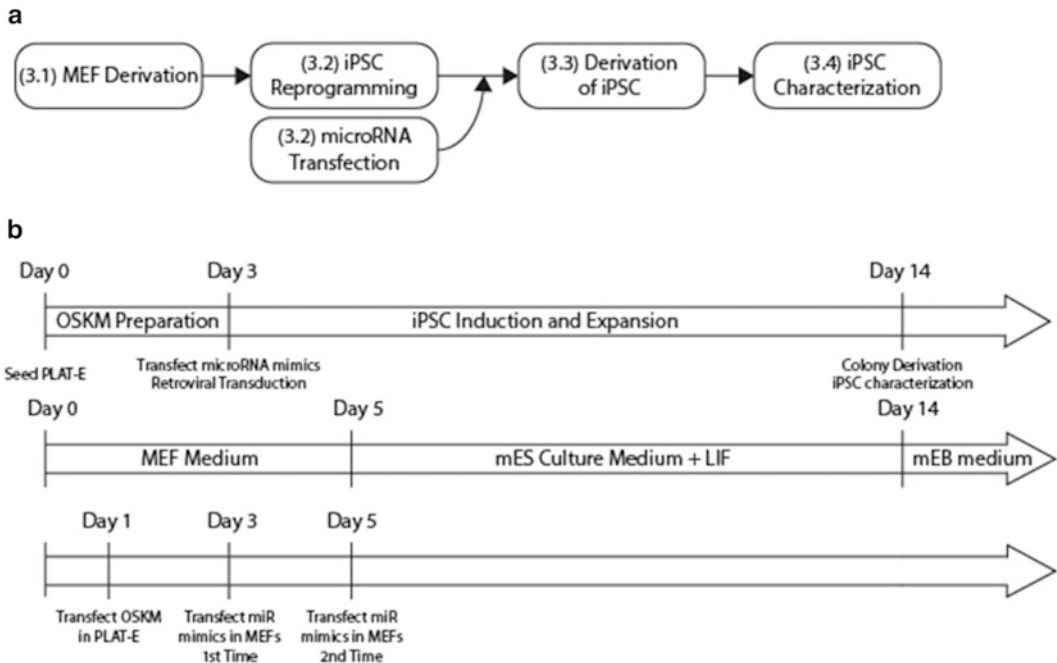 a
(3.1) MEF Derivation
(3.2) iPSC
Reprogramming
(3.3) Derivation
of iPSC
(3.4) iPSC
Characterization
(3.2) microRNA
Transfection
b
Day 0
Day 3
Day 14
OSKM Preparation
iPSC Induction and Expansion
Seed PLAT-E
Transfect microRNA mimics
Retroviral Transduction
Colony Derivation
iPSC characterization
Day 0
Day 5
Day 14
MEF Medium
mES Culture Medium + LIF
mEB medium
Day 1
Day 3
Day 5
Transfect OSKM
in PLAT-E
Transfect miR
mimics in MEFs
1st Time
Transfect miR
mimics in MEFs
2nd Time